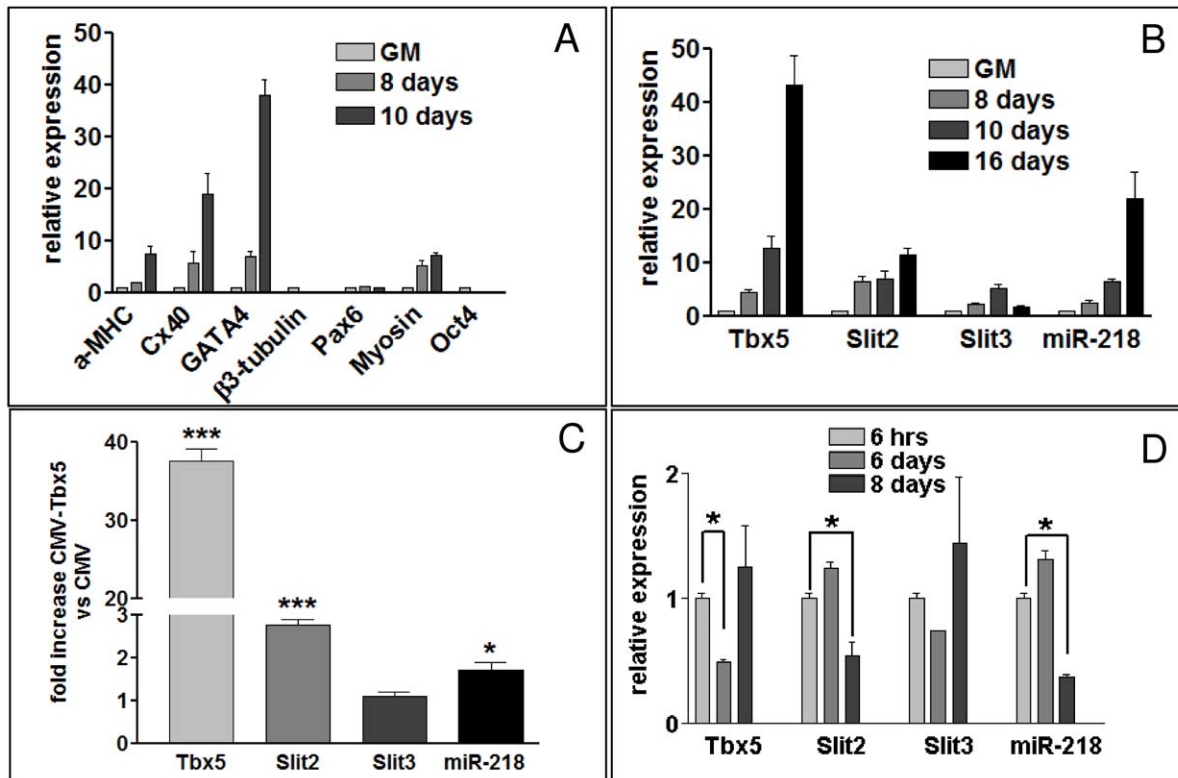 A
relative expression
50
40
30
20
10
0
GM
8 days
10 days
a-MHC
Cx40
GATA4
β3-tubulin
Pax6
Myosin
Oct4
B
relative expression
50
40
30
20
10
0
GM
8 days
10 days
16 days
Tbx5
Slit2
Slit3
miR-218
C
fold increase CMV-Tbx5
vs CMV
40
30
20
3
2
1
0
***
***
*
Tbx5
Slit2
Slit3
miR-218
D
relative expression
2
1
0
6 hrs
6 days
8 days
*
*
*
Tbx5
Slit2
Slit3
miR-218